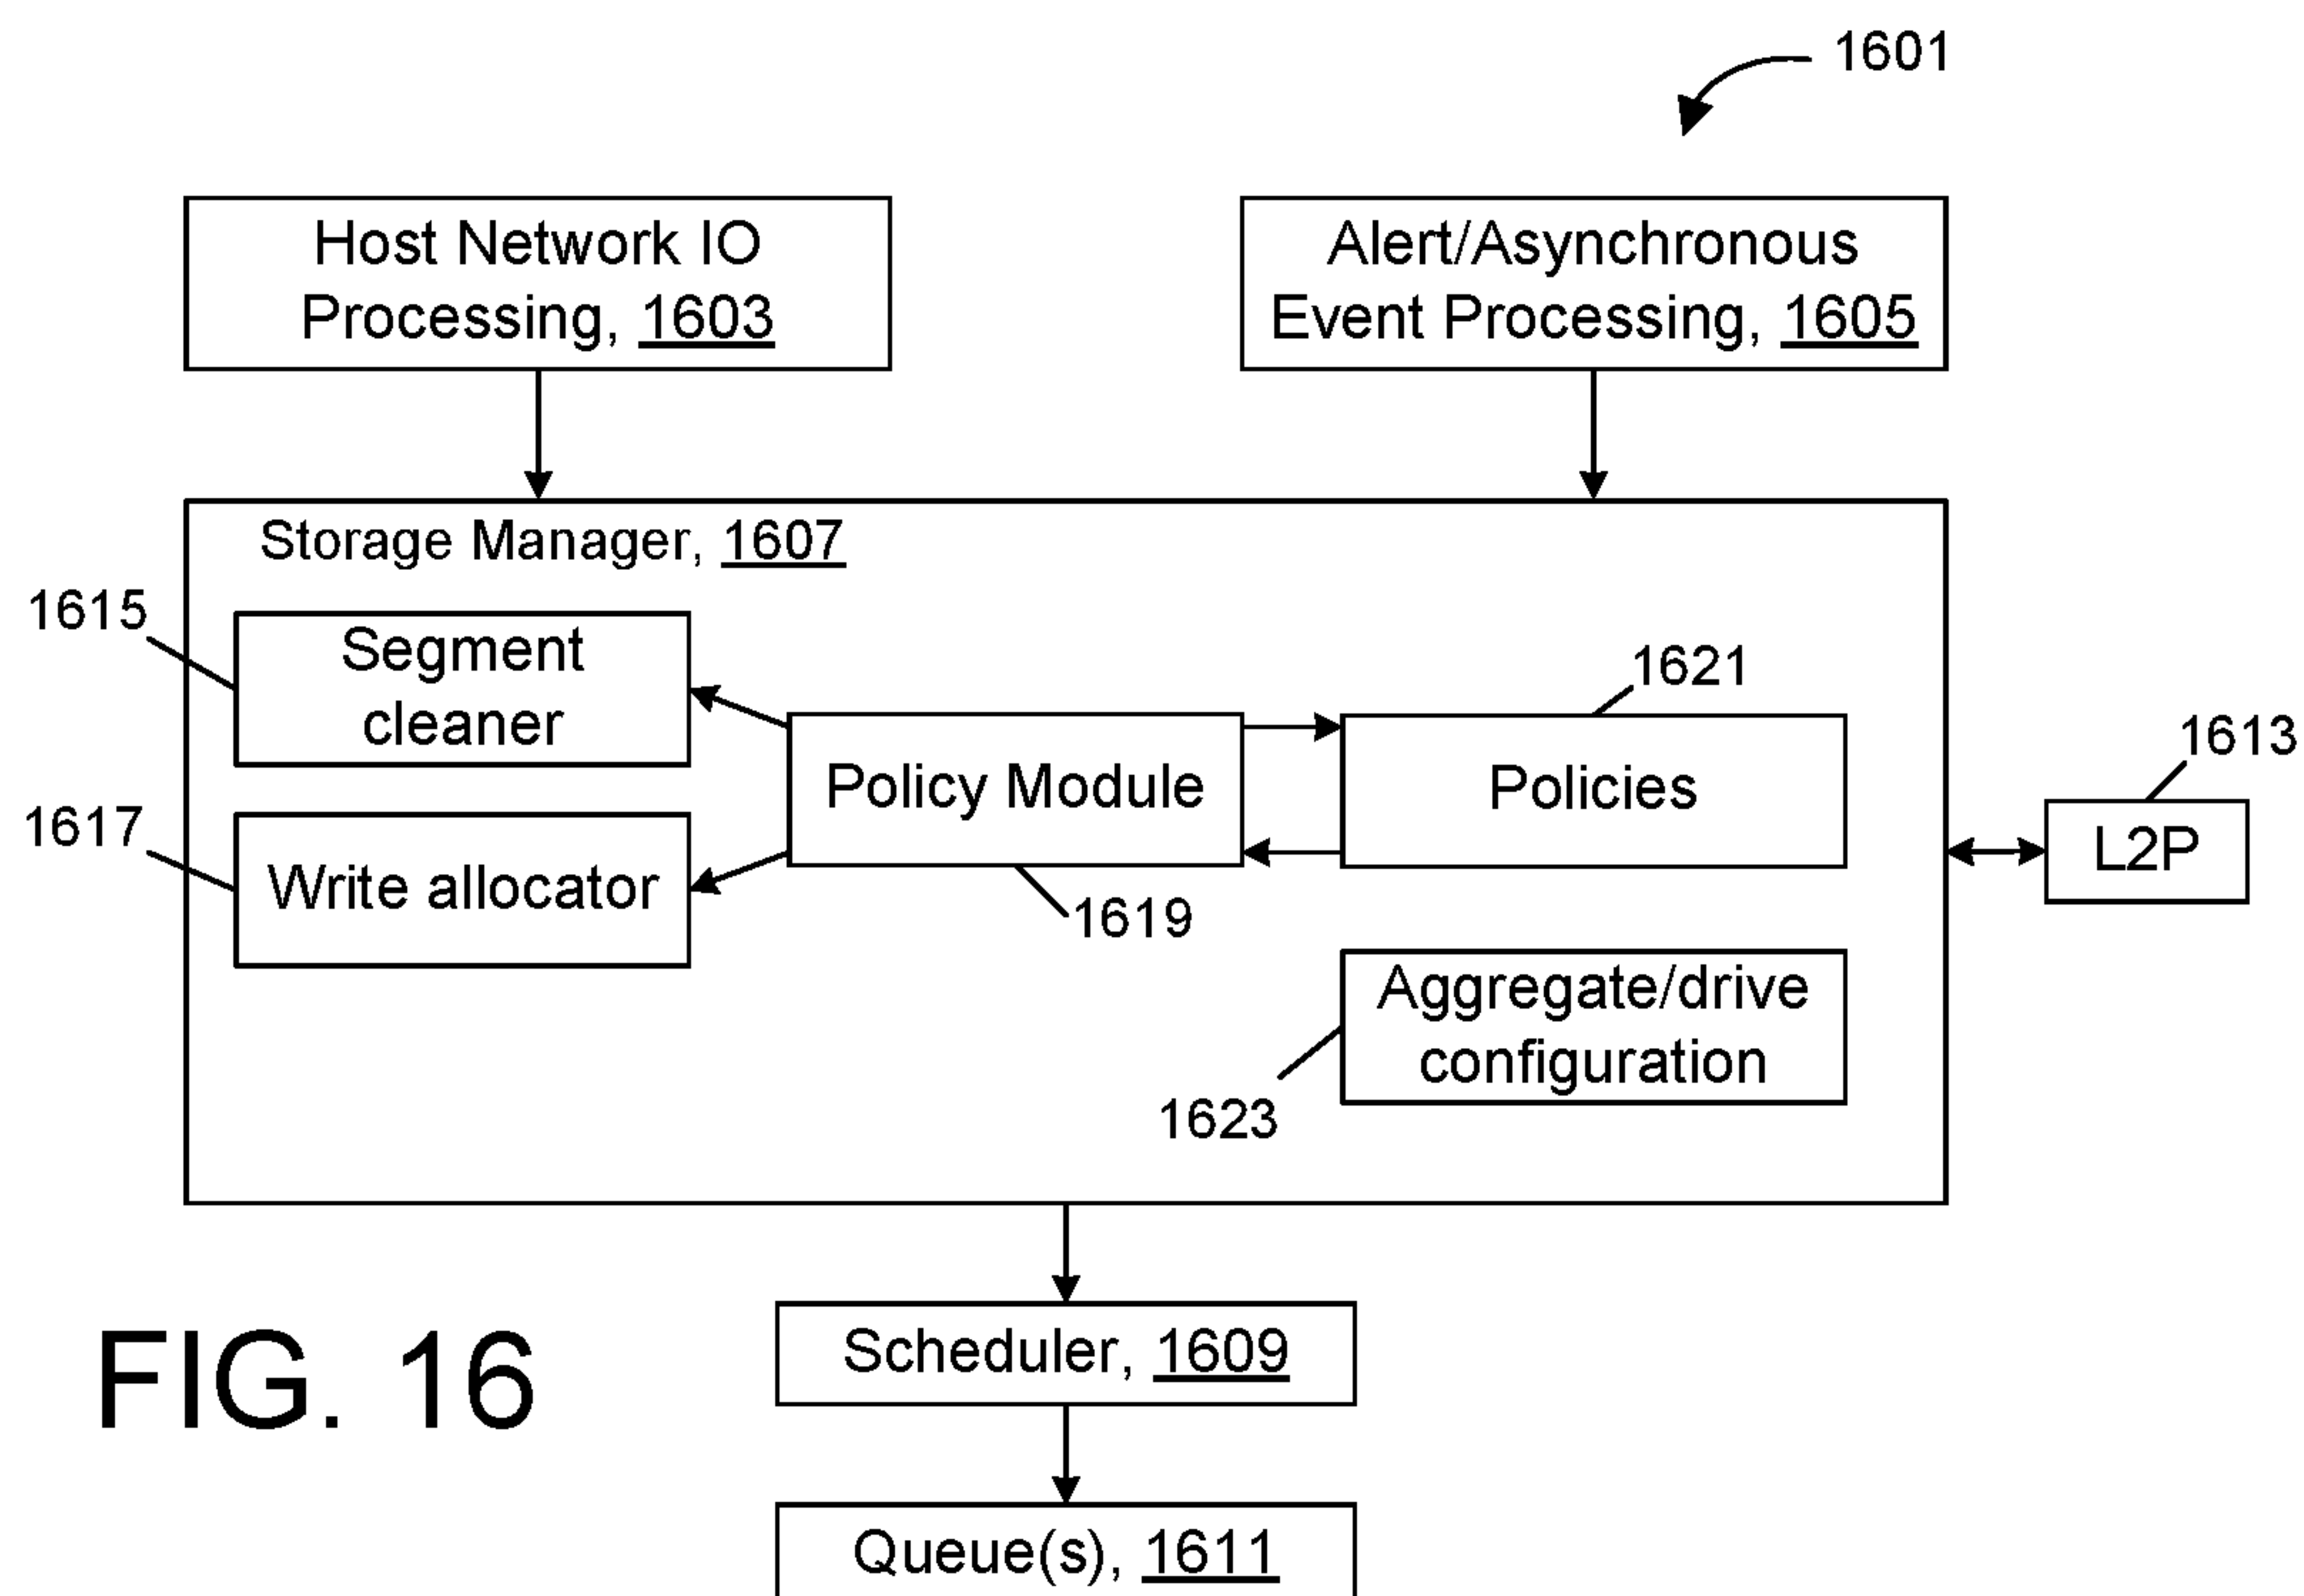 1601
Host Network IO
Processing, 1603
Alert/Asynchronous
Event Processing, 1605
Storage Manager, 1607
1615
Segment
cleaner
1621
1613
Policy Module
Policies
L2P
1617
Write allocator
1619
Aggregate/drive
configuration
1623
Scheduler, 1609
FIG. 16
Queue(s), 1611